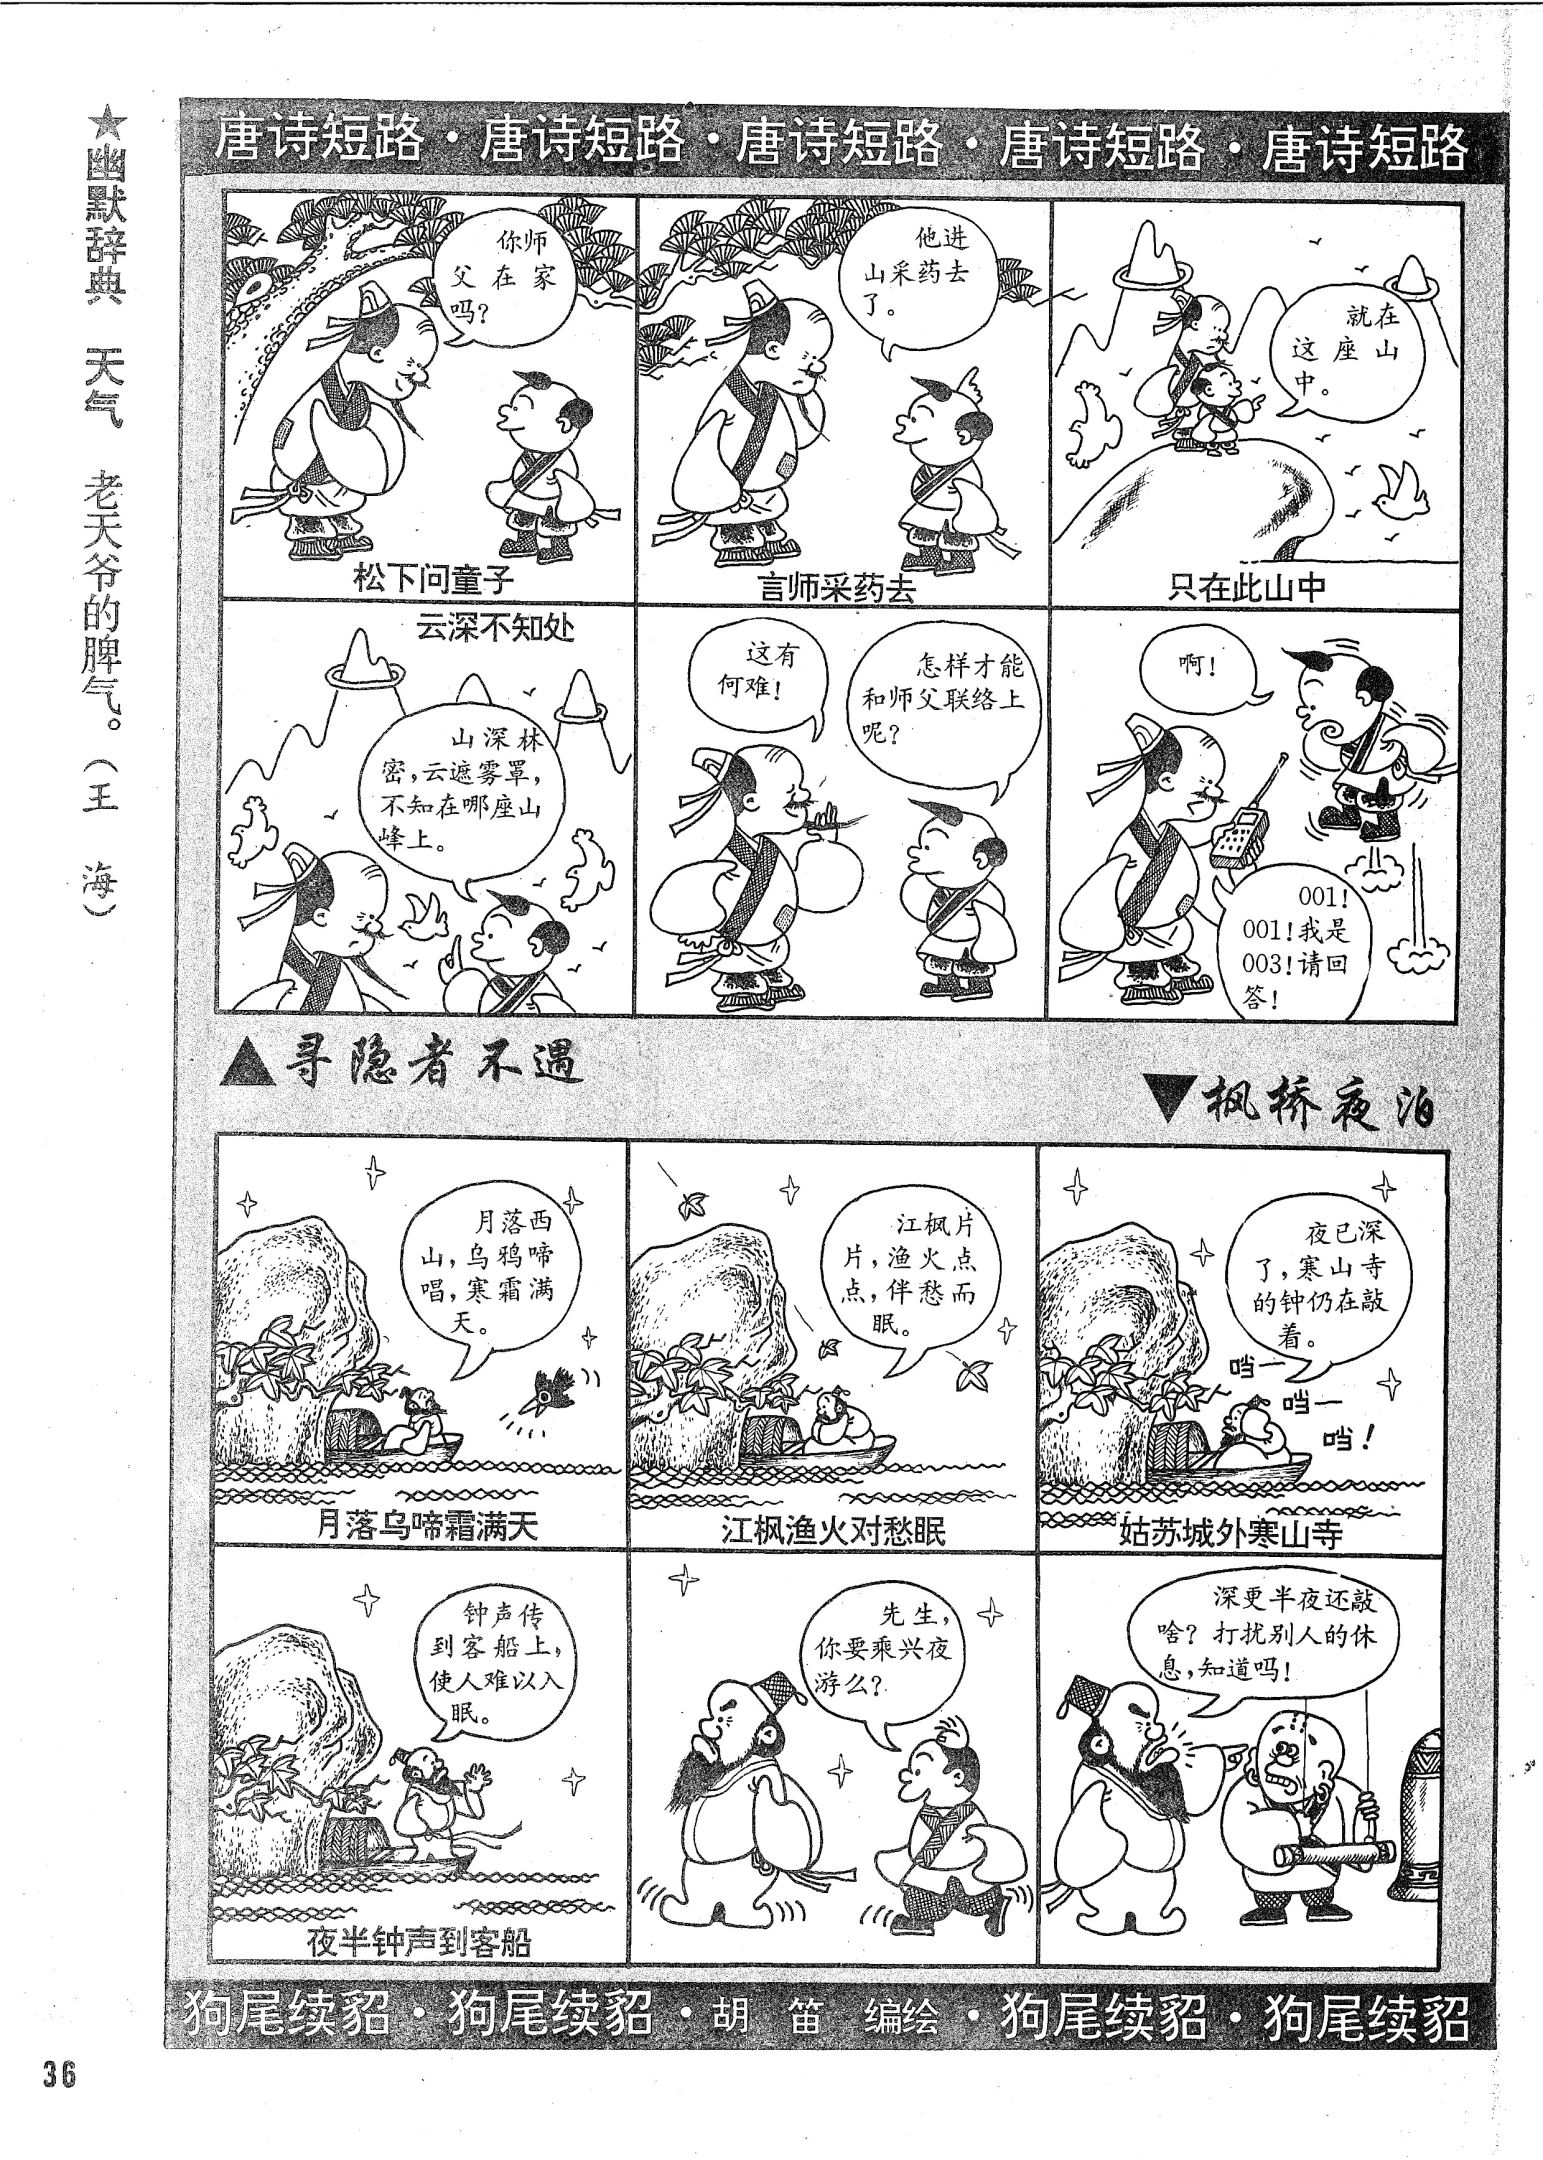 唐诗短路·唐诗短路·唐诗短路·唐诗短路·唐诗短路
★幽默辞典 天气 老天爷的脾气。（王 海）
你师
父在家
吗？
松下问童子
他进
山采药去
了。
言师采药去
就在
这座山
中。
只在此山中
云深不知处
山深林
密，云遮雾罩，
不知在哪座山
峰上。
这有
何难！
怎样才能
和师父联络上
呢？
啊！
001！
001！我是
003！请回
答！
▲寻隐者不遇
▼枫桥夜泊
月落西
山，乌鸦啼
唱，寒霜满
天。
月落乌啼霜满天
江枫片
片，渔火点
点，伴愁而
眠。
江枫渔火对愁眠
夜已深
了，寒山寺
的钟仍在敲
着。
当一
当一
当！
姑苏城外寒山寺
钟声传
到客船上，
使人难以入
眠。
夜半钟声到客船
先生，
你要乘兴夜
游么？
深更半夜还敲
啥？打扰别人的休
息，知道吗！
狗尾续貂·狗尾续貂·胡 笛 编绘·狗尾续貂·狗尾续貂
36